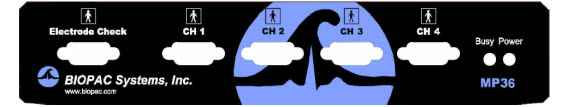 Electrode Check
CH 1
CH 2
CH 3
CH 4
Busy Power
BIOPAC Systems, Inc.
www.biopac.com
MP36